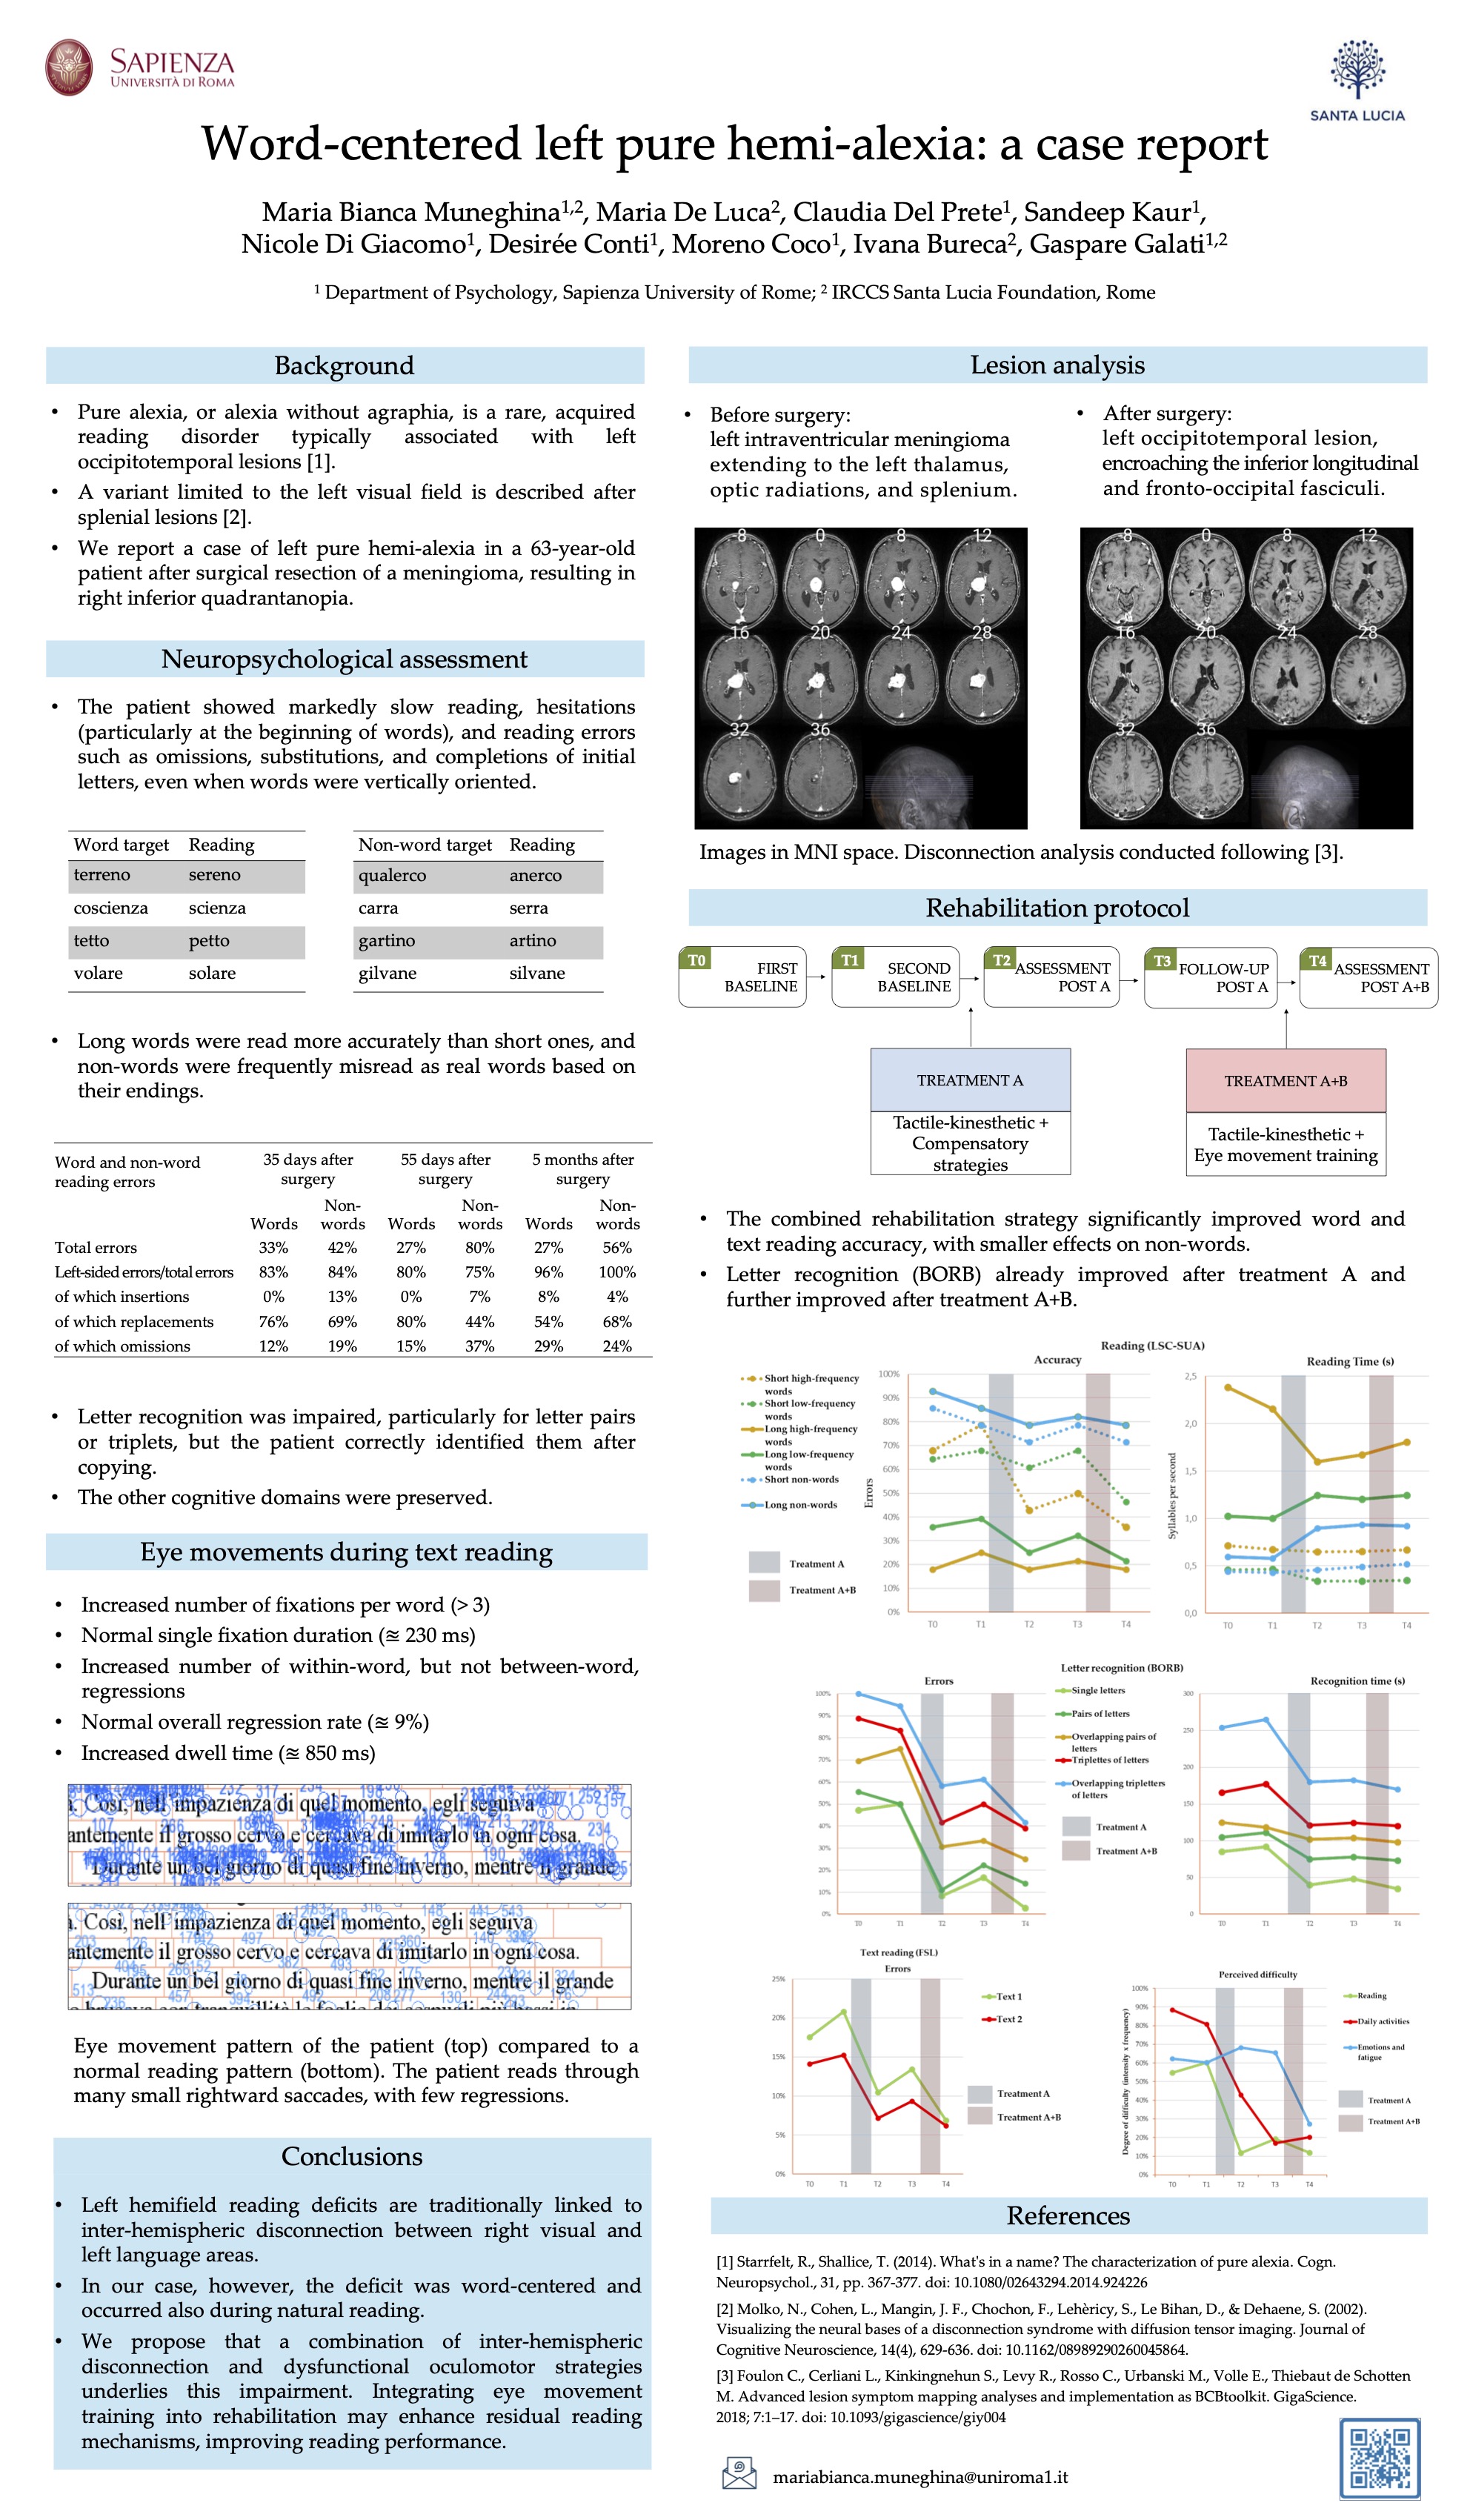 SAPIENZA
UNIVERSITÀ DI ROMA
SANTA LUCIA
Word-centered left pure hemi-alexia: a case report
Maria Bianca Muneghina1,2, Maria De Luca2, Claudia Del Prete1, Sandeep Kaur1,
Nicole Di Giacomo1, Desirée Conti1, Moreno Coco1, Ivana Bureca2, Gaspare Galati1,2
1 Department of Psychology, Sapienza University of Rome; 2 IRCCS Santa Lucia Foundation, Rome
Background
• Pure alexia, or alexia without agraphia, is a rare, acquired
reading disorder typically associated with left
occipitotemporal lesions [1].
• A variant limited to the left visual field is described after
splenial lesions [2].
• We report a case of left pure hemi-alexia in a 63-year-old
patient after surgical resection of a meningioma, resulting in
right inferior quadrantanopia.
Neuropsychological assessment
• The patient showed markedly slow reading, hesitations
(particularly at the beginning of words), and reading errors
such as omissions, substitutions, and completions of initial
letters, even when words were vertically oriented.
Word target Reading
terreno sereno
coscienza scienza
tetto petto
volare solare
Non-word target Reading
qualerco anerco
carra serra
gartino artino
gilvane silvane
• Long words were read more accurately than short ones, and
non-words were frequently misread as real words based on
their endings.
Word and non-word
reading errors
35 days after
surgery
55 days after
surgery
5 months after
surgery
Words Non-words Words Non-words Words Non-words
Total errors 33% 42% 27% 80% 27% 56%
Left-sided errors/total errors 83% 84% 80% 75% 96% 100%
of which insertions 0% 13% 0% 7% 8% 4%
of which replacements 76% 69% 80% 44% 54% 68%
of which omissions 12% 19% 15% 37% 29% 24%
• Letter recognition was impaired, particularly for letter pairs
or triplets, but the patient correctly identified them after
copying.
• The other cognitive domains were preserved.
Eye movements during text reading
• Increased number of fixations per word (> 3)
• Normal single fixation duration (≅ 230 ms)
• Increased number of within-word, but not between-word,
regressions
• Normal overall regression rate (≅ 9%)
• Increased dwell time (≅ 850 ms)
a. Così, nell'impazienza di quel momento, egli seguiva
antemente il grosso cervo e cercava di imitarlo in ogni cosa.
Durante un bel giorno di quasi fine inverno, mentre il grande
a. Così, nell'impazienza di quel momento, egli seguiva
antemente il grosso cervo e cercava di imitarlo in ogni cosa.
Durante un bel giorno di quasi fine inverno, mentre il grande
Eye movement pattern of the patient (top) compared to a
normal reading pattern (bottom). The patient reads through
many small rightward saccades, with few regressions.
Conclusions
• Left hemifield reading deficits are traditionally linked to
inter-hemispheric disconnection between right visual and
left language areas.
• In our case, however, the deficit was word-centered and
occurred also during natural reading.
• We propose that a combination of inter-hemispheric
disconnection and dysfunctional oculomotor strategies
underlies this impairment. Integrating eye movement
training into rehabilitation may enhance residual reading
mechanisms, improving reading performance.
Lesion analysis
• Before surgery:
left intraventricular meningioma
extending to the left thalamus,
optic radiations, and splenium.
• After surgery:
left occipitotemporal lesion,
encroaching the inferior longitudinal
and fronto-occipital fasciculi.
-8 0 8 12
16 20 24 28
32 36
-8 0 8 12
16 20 24 28
32 36
Images in MNI space. Disconnection analysis conducted following [3].
Rehabilitation protocol
T0 FIRST
BASELINE
T1 SECOND
BASELINE
T2 ASSESSMENT
POST A
T3 FOLLOW-UP
POST A
T4 ASSESSMENT
POST A+B
TREATMENT A
Tactile-kinesthetic +
Compensatory
strategies
TREATMENT A+B
Tactile-kinesthetic +
Eye movement training
• The combined rehabilitation strategy significantly improved word and
text reading accuracy, with smaller effects on non-words.
• Letter recognition (BORB) already improved after treatment A and
further improved after treatment A+B.
Reading (LSC-SUA)
Accuracy
Short high-frequency
words
Short low-frequency
words
Long high-frequency
words
Long low-frequency
words
Short non-words
Long non-words
Treatment A
Treatment A+B
Errors
100%
90%
80%
70%
60%
50%
40%
30%
20%
10%
0%
T0 T1 T2 T3 T4
Reading Time (s)
Syllables per second
2,5
2,0
1,5
1,0
0,5
0,0
T0 T1 T2 T3 T4
Letter recognition (BORB)
Errors
100%
90%
80%
70%
60%
50%
40%
30%
20%
10%
0%
T0 T1 T2 T3 T4
Single letters
Pairs of letters
Overlapping pairs of
letters
Triplettes of letters
Overlapping tripletters
of letters
Treatment A
Treatment A+B
Recognition time (s)
300
250
200
150
100
50
0
T0 T1 T2 T3 T4
Text reading (FSL)
Errors
25%
20%
15%
10%
5%
0%
T0 T1 T2 T3 T4
Text 1
Text 2
Treatment A
Treatment A+B
Perceived difficulty
Degree of difficulty (intensity x frequency)
100%
90%
80%
70%
60%
50%
40%
30%
20%
10%
0%
T0 T1 T2 T3 T4
Reading
Daily activities
Emotions and
fatigue
Treatment A
Treatment A+B
References
[1] Starrfelt, R., Shallice, T. (2014). What's in a name? The characterization of pure alexia. Cogn.
Neuropsychol., 31, pp. 367-377. doi: 10.1080/02643294.2014.924226
[2] Molko, N., Cohen, L., Mangin, J. F., Chochon, F., Lehèricy, S., Le Bihan, D., & Dehaene, S. (2002).
Visualizing the neural bases of a disconnection syndrome with diffusion tensor imaging. Journal of
Cognitive Neuroscience, 14(4), 629-636. doi: 10.1162/08989290260045864.
[3] Foulon C., Cerliani L., Kinkingnehun S., Levy R., Rosso C., Urbanski M., Volle E., Thiebaut de Schotten
M. Advanced lesion symptom mapping analyses and implementation as BCBtoolkit. GigaScience.
2018; 7:1–17. doi: 10.1093/gigascience/giy004
mariabianca.muneghina@uniroma1.it